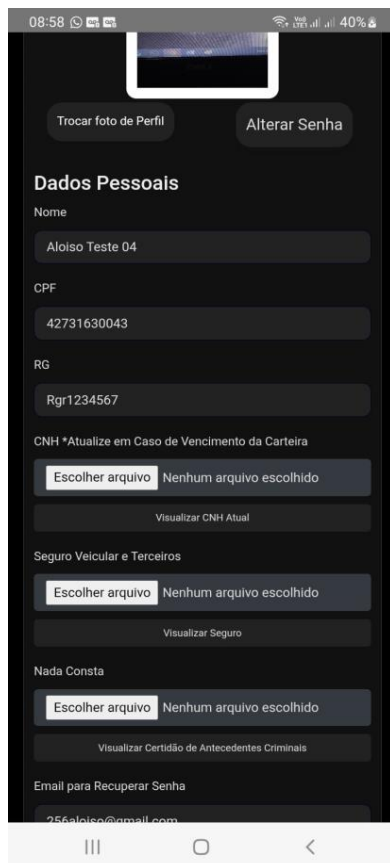 08:58
40%
Trocar foto de Perfil
Alterar Senha
Dados Pessoais
Nome
Aloiso Teste 04
CPF
42731630043
RG
Rgr1234567
CNH *Atualize em Caso de Vencimento da Carteira
Escolher arquivo Nenhum arquivo escolhido
Visualizar CNH Atual
Seguro Veicular e Terceiros
Escolher arquivo Nenhum arquivo escolhido
Visualizar Seguro
Nada Consta
Escolher arquivo Nenhum arquivo escolhido
Visualizar Certidão de Antecedentes Criminais
Email para Recuperar Senha
256aloiso@gmail.com